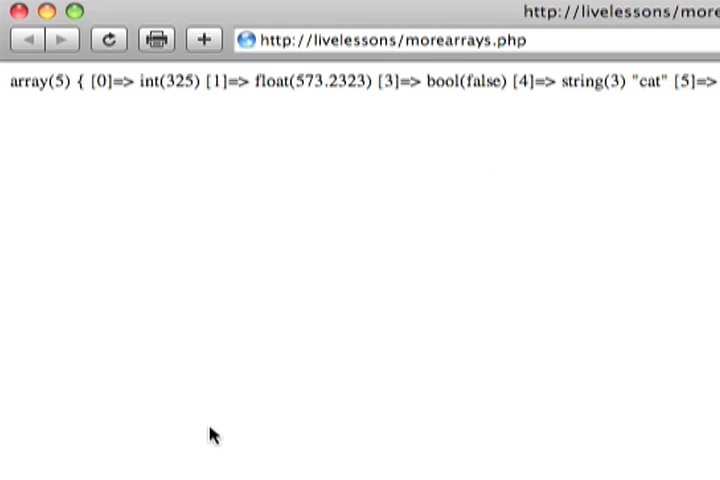 http://livelessons/more
http://livelessons/morearrays.php
array(5) { [0]=> int(325) [1]=> float(573.2323) [3]=> bool(false) [4]=> string(3) "cat" [5]=>